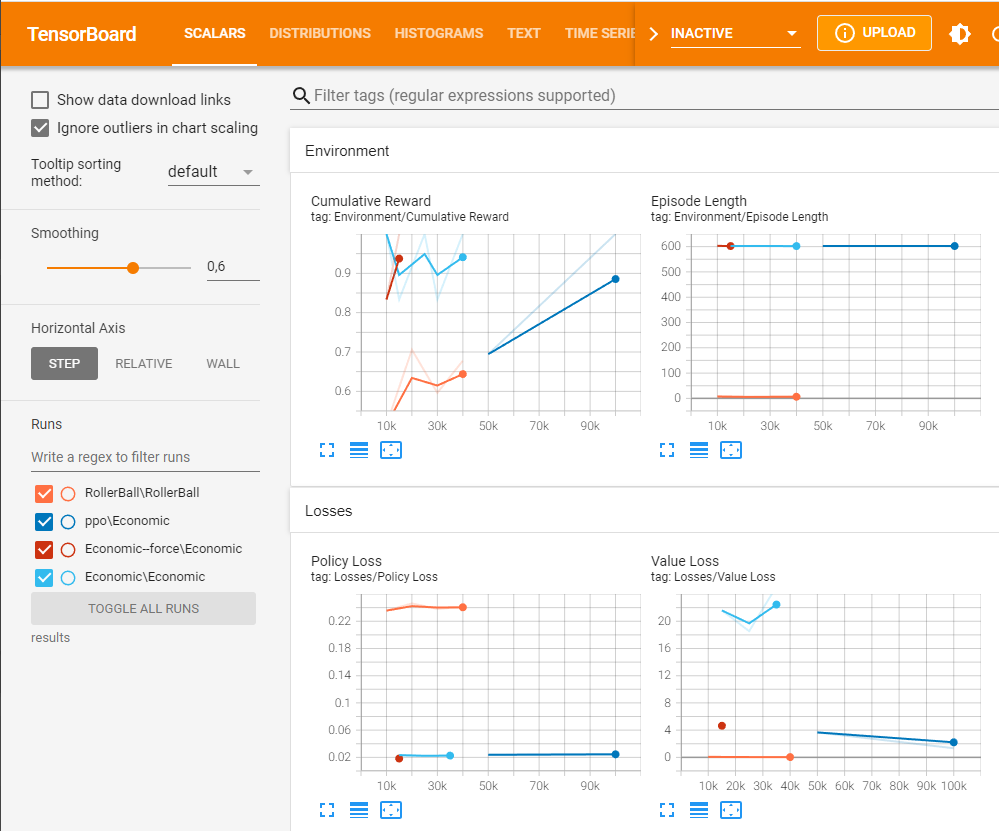 TensorBoard
SCALARS DISTRIBUTIONS HISTOGRAMS TEXT TIME SERIE
INACTIVE
UPLOAD
Show data download links
Ignore outliers in chart scaling
Tooltip sorting
method:
default
Smoothing
0,6
Horizontal Axis
STEP RELATIVE WALL
Runs
Write a regex to filter runs
RollerBall\RollerBall
ppo\Economic
Economic--force\Economic
Economic\Economic
TOGGLE ALL RUNS
results
Filter tags (regular expressions supported)
Environment
Cumulative Reward
tag: Environment/Cumulative Reward
0.9
0.8
0.7
0.6
10k 30k 50k 70k 90k
Episode Length
tag: Environment/Episode Length
600
500
400
300
200
100
0
10k 30k 50k 70k 90k
Losses
Policy Loss
tag: Losses/Policy Loss
0.22
0.18
0.14
0.1
0.06
0.02
10k 30k 50k 70k 90k
Value Loss
tag: Losses/Value Loss
20
16
12
8
4
0
10k 20k 30k 40k 50k 60k 70k 80k 90k 100k